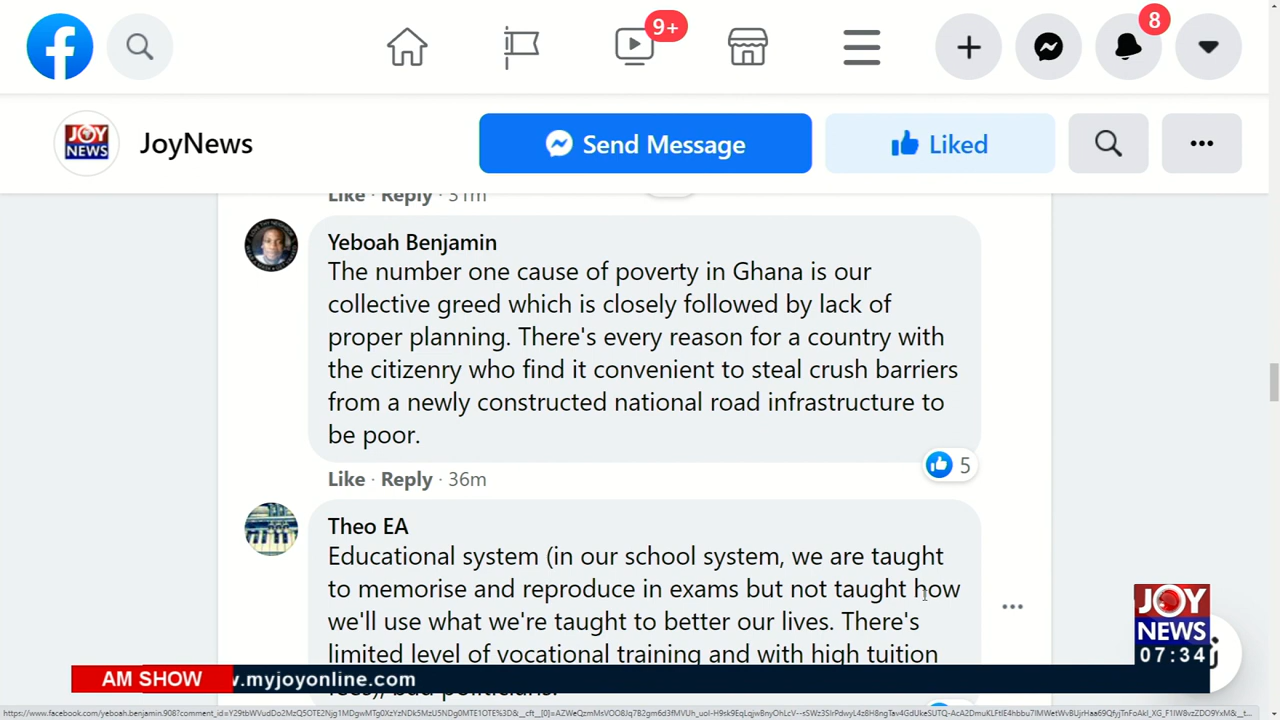 9+
8
JOY
NEWS
JoyNews
Send Message
Liked
Like · Reply · 31m
Yeboah Benjamin
The number one cause of poverty in Ghana is our
collective greed which is closely followed by lack of
proper planning. There's every reason for a country with
the citizenry who find it convenient to steal crush barriers
from a newly constructed national road infrastructure to
be poor.
5
Like · Reply · 36m
Theo EA
Educational system (in our school system, we are taught
to memorise and reproduce in exams but not taught how
we'll use what we're taught to better our lives. There's
limited level of vocational training and with high tuition
JOY
NEWS
07:34
AM SHOW
w.myjoyonline.com